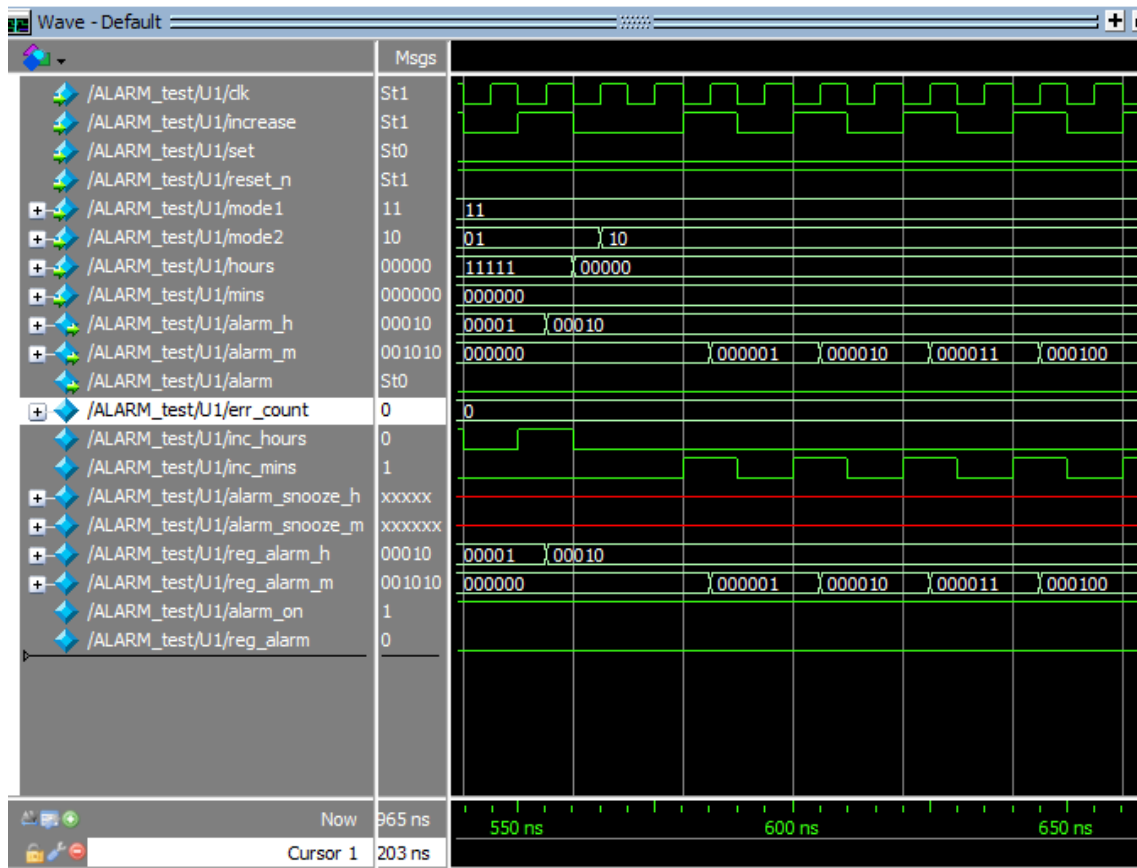 Wave - Default
Msgs
/ALARM_test/U1/clk St1
/ALARM_test/U1/increase St1
/ALARM_test/U1/set St0
/ALARM_test/U1/reset_n St1
/ALARM_test/U1/mode1 11 11
/ALARM_test/U1/mode2 10 01 10
/ALARM_test/U1/hours 00000 11111 00000
/ALARM_test/U1/mins 000000 000000
/ALARM_test/U1/alarm_h 00010 00001 00010
/ALARM_test/U1/alarm_m 001010 000000 000001 000010 000011 000100
/ALARM_test/U1/alarm St0
/ALARM_test/U1/err_count 0 0
/ALARM_test/U1/inc_hours 0
/ALARM_test/U1/inc_mins 1
/ALARM_test/U1/alarm_snooze_h xxxxx
/ALARM_test/U1/alarm_snooze_m xxxxxx
/ALARM_test/U1/reg_alarm_h 00010 00001 00010
/ALARM_test/U1/reg_alarm_m 001010 000000 000001 000010 000011 000100
/ALARM_test/U1/alarm_on 1
/ALARM_test/U1/reg_alarm 0
Now 965 ns 550 ns 600 ns 650 ns
Cursor 1 203 ns